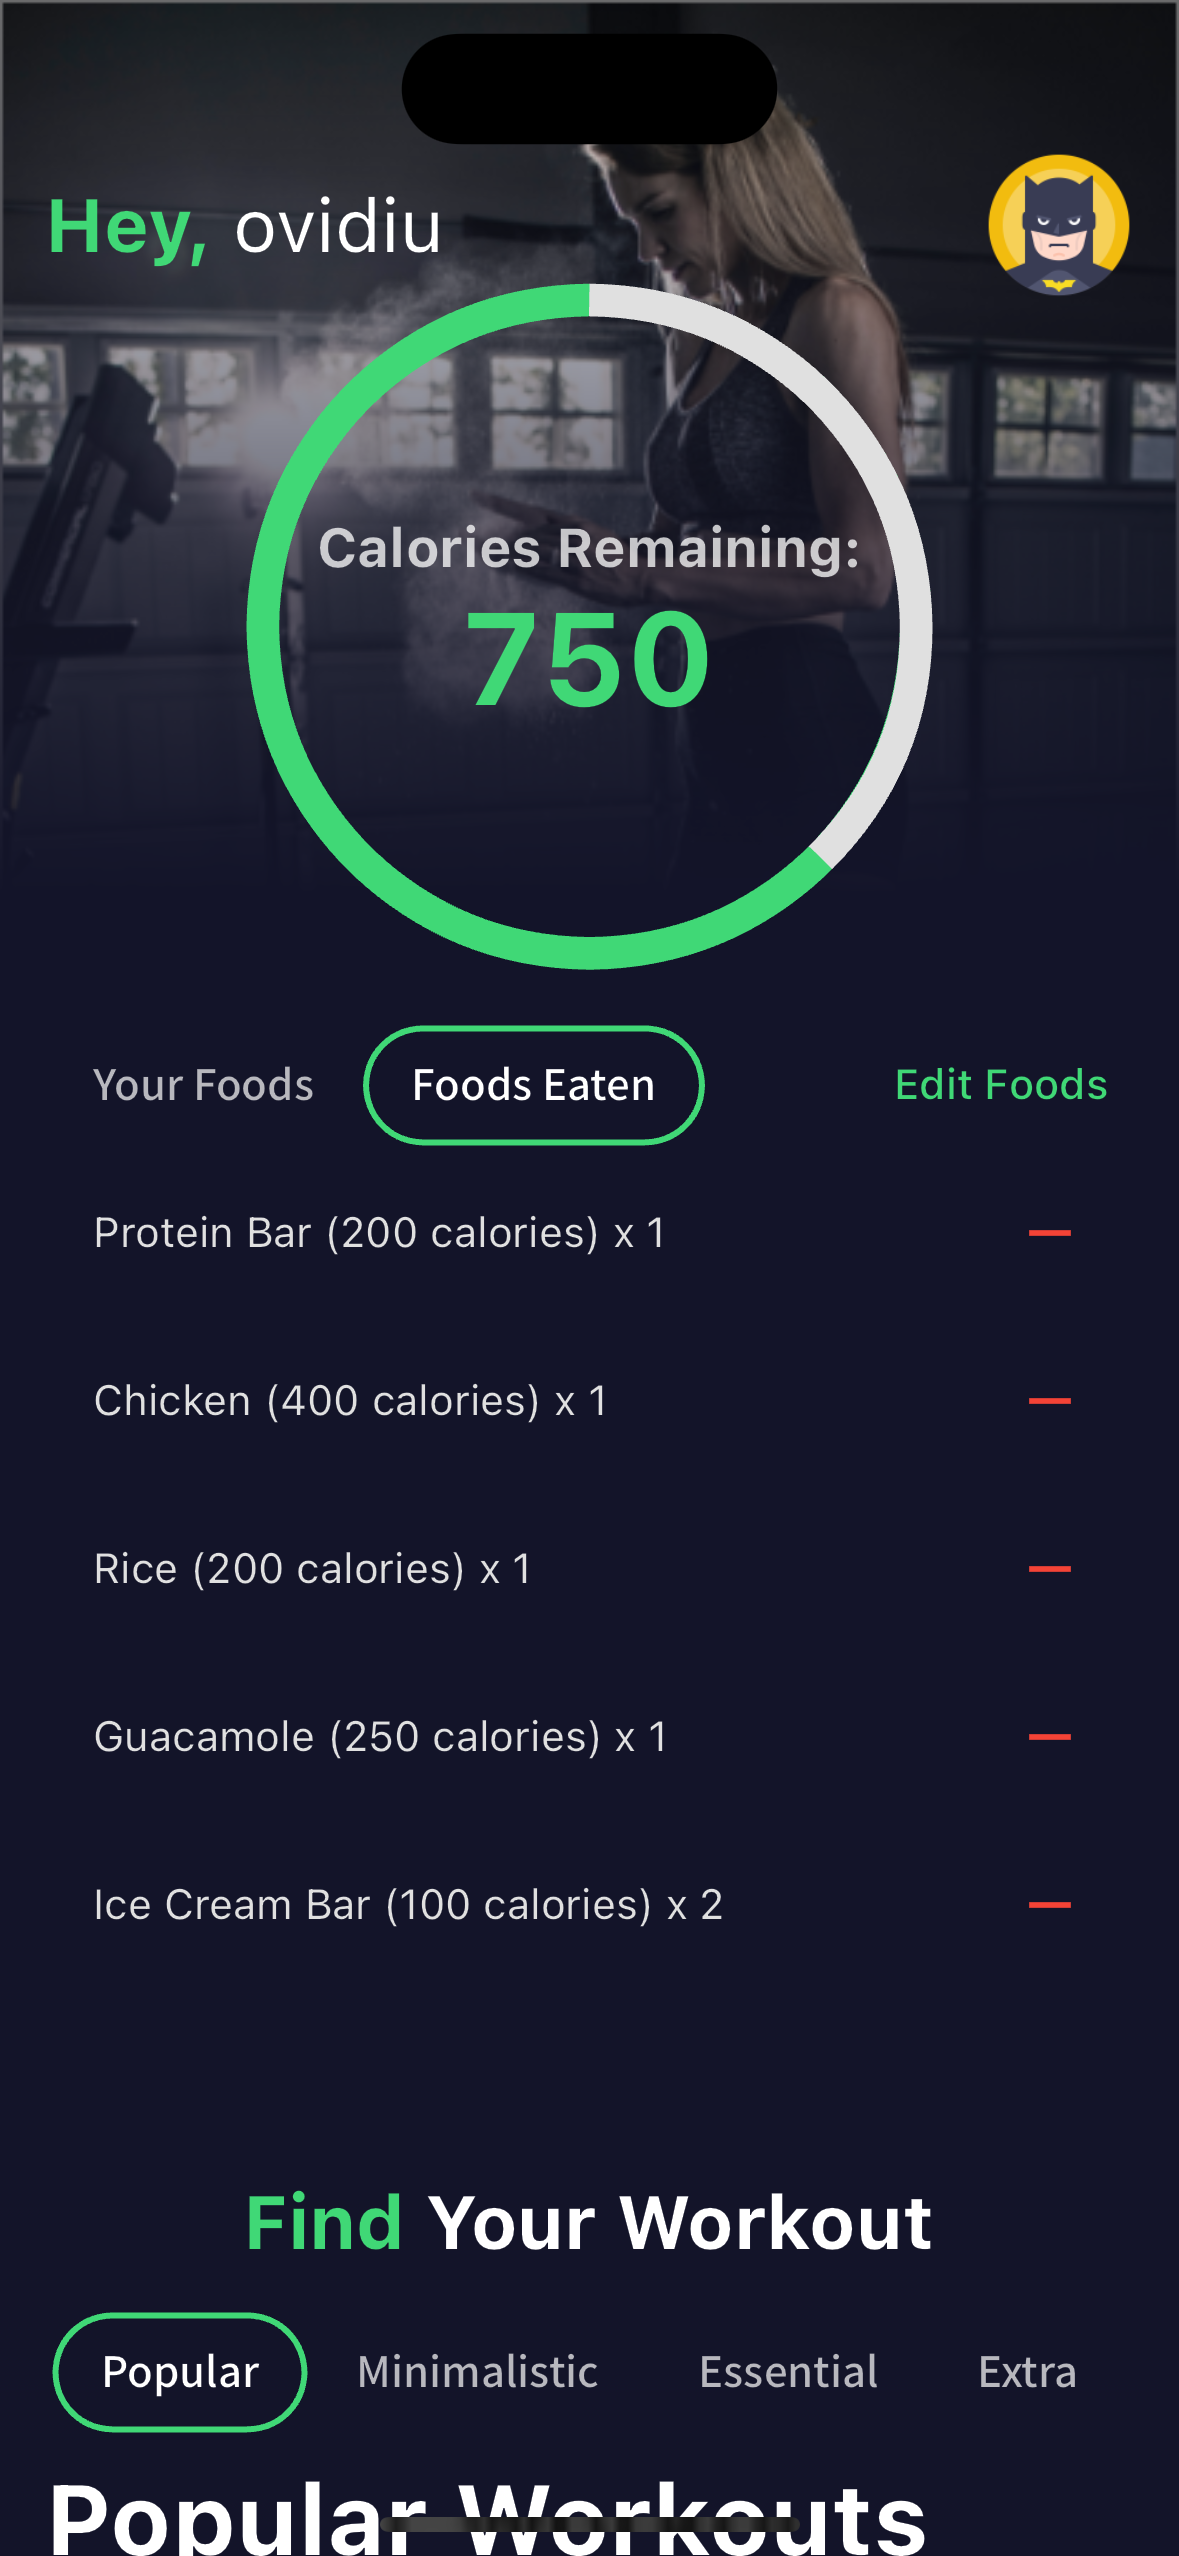 Hey, ovidiu
Calories Remaining:
750
Your Foods
Foods Eaten
Edit Foods
Protein Bar (200 calories) x 1
Chicken (400 calories) x 1
Rice (200 calories) x 1
Guacamole (250 calories) x 1
Ice Cream Bar (100 calories) x 2
Find Your Workout
Popular
Minimalistic
Essential
Extra
Popular Workouts